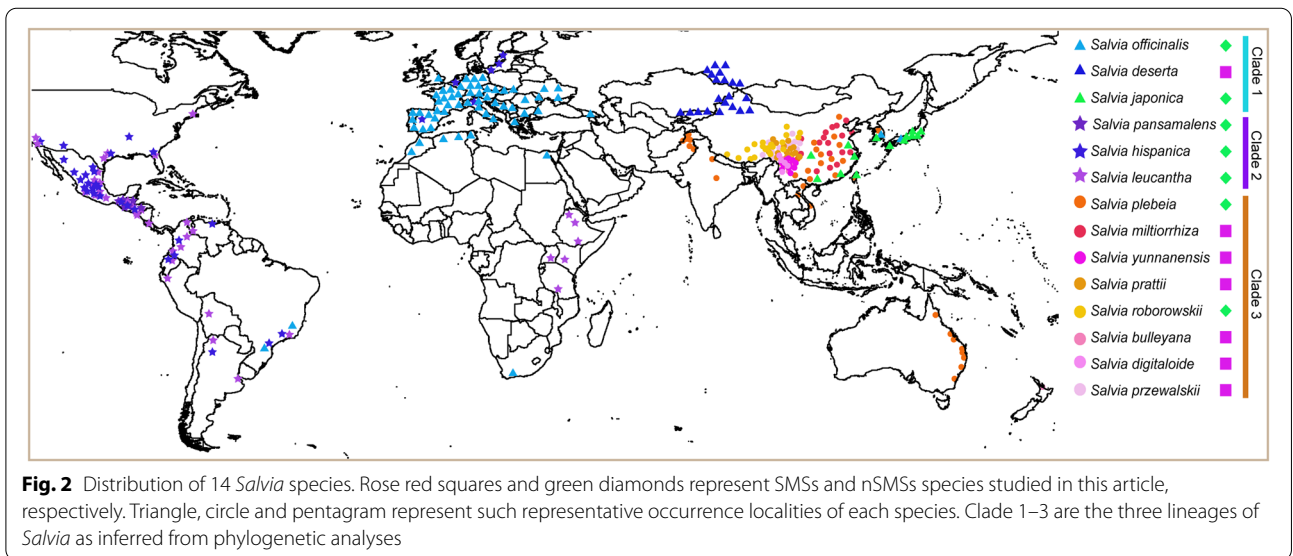 Salvia officinalis
Salvia deserta
Salvia japonica
Salvia pansamalens
Salvia hispanica
Salvia leucantha
Salvia plebeia
Salvia miltiorrhiza
Salvia yunnanensis
Salvia prattii
Salvia roborowskii
Salvia bulleyana
Salvia digitaloide
Salvia przewalskii
Clade 1
Clade 2
Clade 3
Fig. 2 Distribution of 14 Salvia species. Rose red squares and green diamonds represent SMSs and nSMSs species studied in this article,
respectively. Triangle, circle and pentagram represent such representative occurrence localities of each species. Clade 1–3 are the three lineages of
Salvia as inferred from phylogenetic analyses